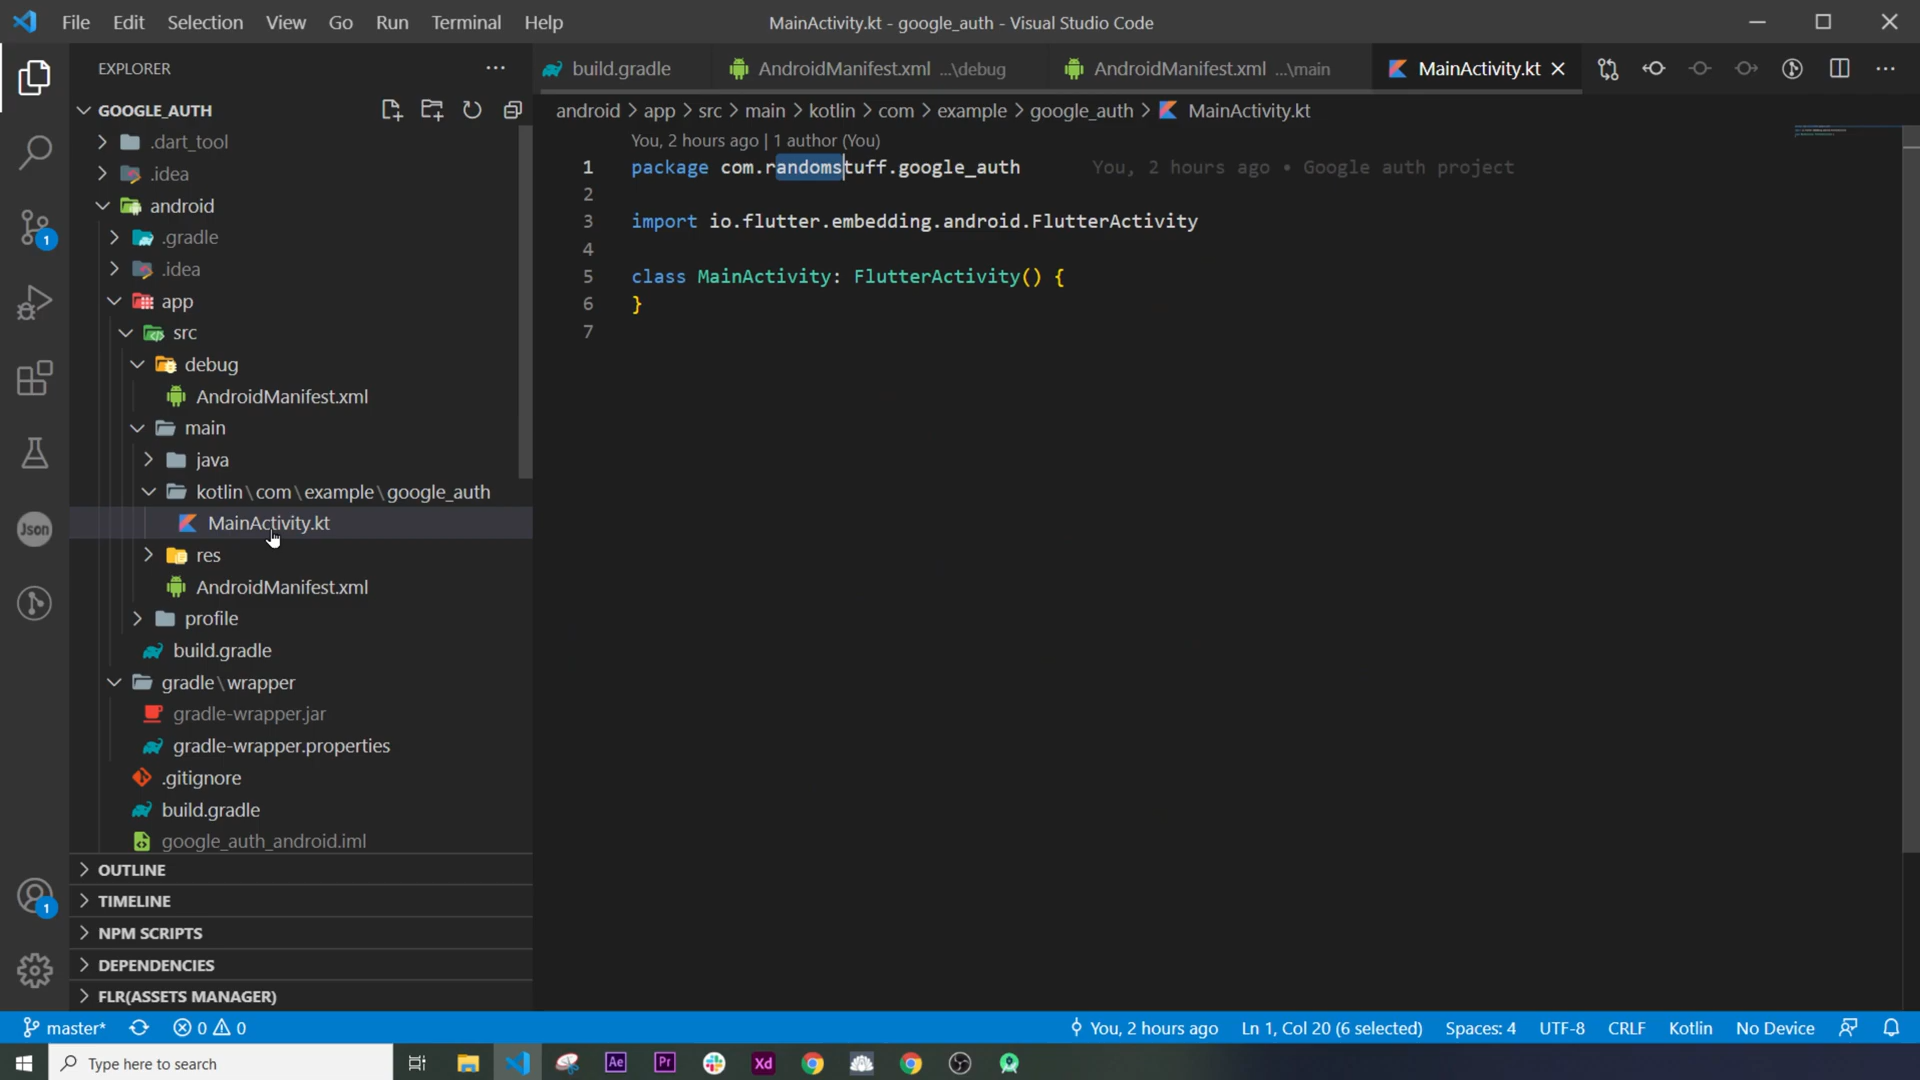 File Edit Selection View Go Run Terminal Help MainActivity.kt - google_auth - Visual Studio Code
EXPLORER ···
build.gradle AndroidManifest.xml ...\debug AndroidManifest.xml ...\main MainActivity.kt
GOOGLE_AUTH
android > app > src > main > kotlin > com > example > google_auth > MainActivity.kt
.dart_tool
.idea
android
.gradle
.idea
app
src
debug
AndroidManifest.xml
main
java
kotlin\com\example\google_auth
MainActivity.kt
res
AndroidManifest.xml
profile
build.gradle
gradle\wrapper
gradle-wrapper.jar
gradle-wrapper.properties
.gitignore
build.gradle
google_auth_android.iml
OUTLINE
TIMELINE
NPM SCRIPTS
DEPENDENCIES
FLR(ASSETS MANAGER)
You, 2 hours ago | 1 author (You)
1 package com.randomstuff.google_auth You, 2 hours ago • Google auth project
2
3 import io.flutter.embedding.android.FlutterActivity
4
5 class MainActivity: FlutterActivity() {
6 }
7
1
Json
1
master* 0 0 You, 2 hours ago Ln 1, Col 20 (6 selected) Spaces: 4 UTF-8 CRLF Kotlin No Device
Type here to search Ae Pr Xd